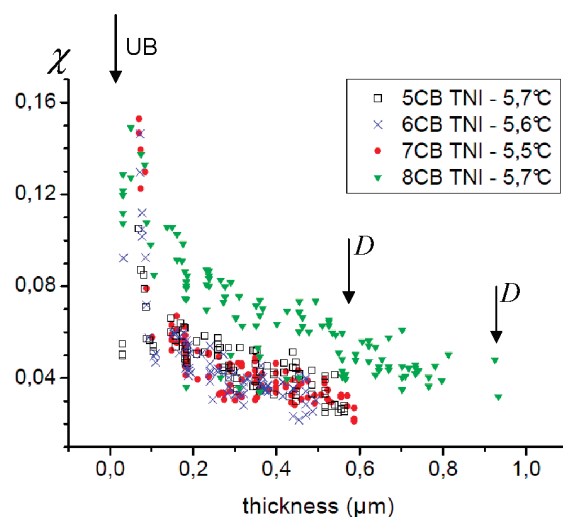 UB
χ
0,16
5CB TNI - 5,7°C
6CB TNI - 5,6°C
7CB TNI - 5,5°C
8CB TNI - 5,7°C
0,12
D
D
0,08
0,04
0,0 0,2 0,4 0,6 0,8 1,0
thickness (µm)